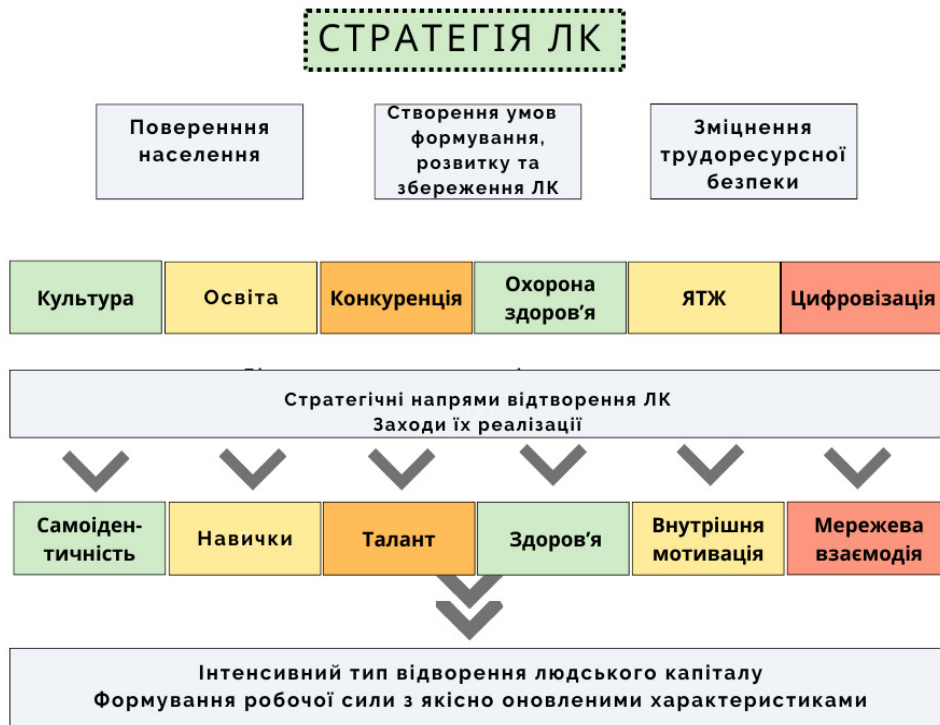 СТРАТЕГІЯ ЛК
Поверенння
населення
Створення умов
формування,
розвитку та
збереження ЛК
Зміцнення
трудоресурсної
безпеки
Культура
Освіта
Конкуренція
Охорона
здоров’я
ЯТЖ
Цифровізація
Стратегічні напрями відтворення ЛК
Заходи їх реалізації
Самоіден-
тичність
Навички
Талант
Здоров’я
Внутрішня
мотивація
Мережева
взаємодія
Інтенсивний тип відворення людського капіталу
Формування робочої сили з якісно оновленими характеристиками